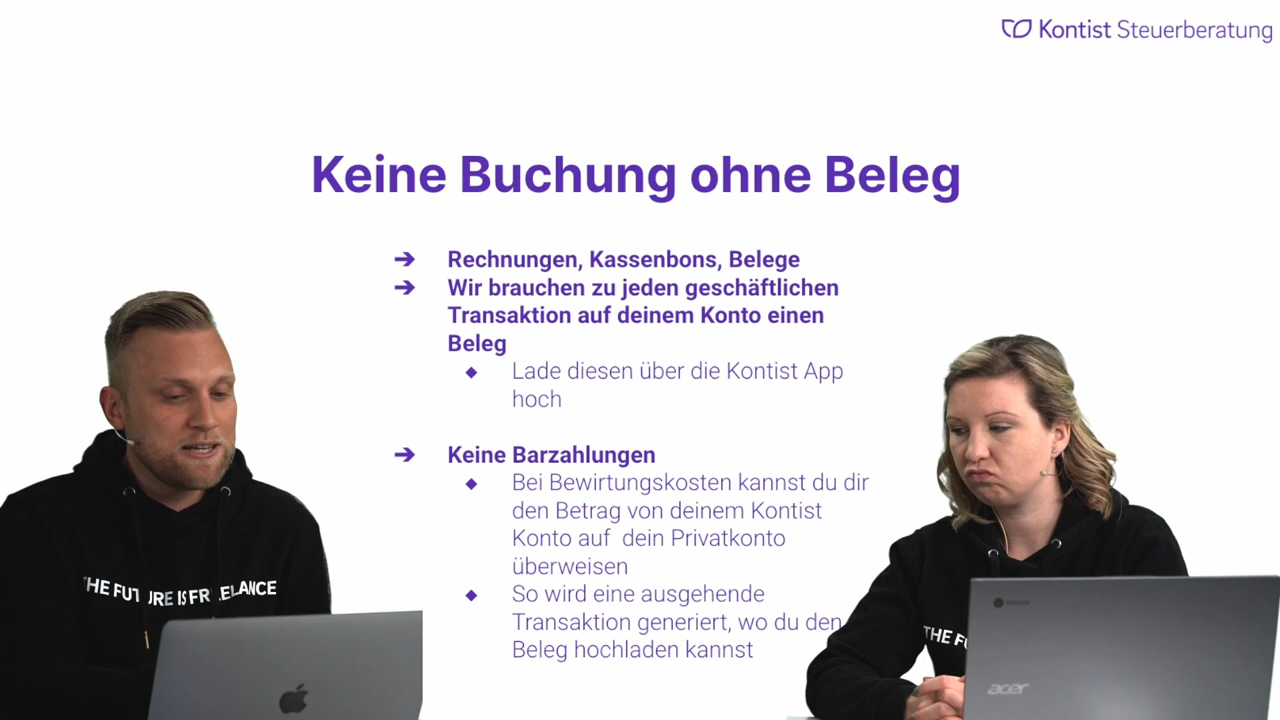 Kontist Steuerberatung
Keine Buchung ohne Beleg
➔ Rechnungen, Kassenbons, Belege
➔ Wir brauchen zu jeden geschäftlichen
Transaktion auf deinem Konto einen
Beleg
◆ Lade diesen über die Kontist App
hoch
➔ Keine Barzahlungen
◆ Bei Bewirtungskosten kannst du dir
den Betrag von deinem Kontist
Konto auf dein Privatkonto
überweisen
◆ So wird eine ausgehende
Transaktion generiert, wo du den
Beleg hochladen kannst
THE FUTURE IS FREELANCE
THE FU
acer